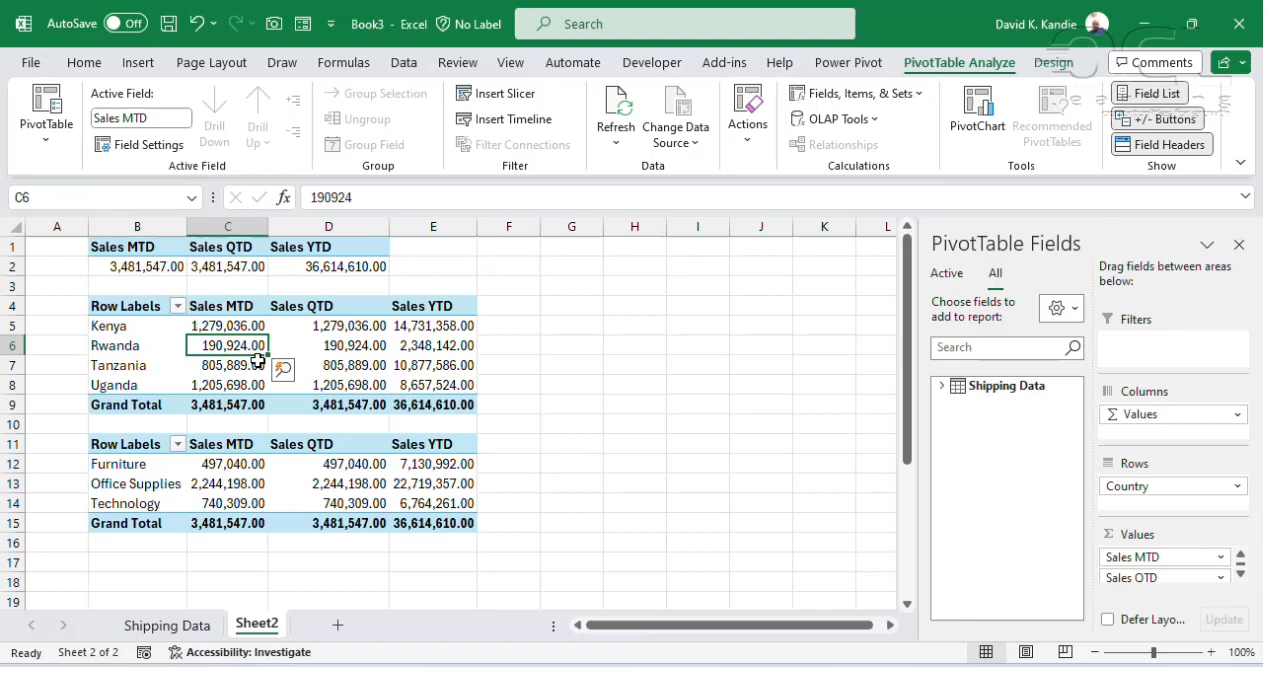 AutoSave Off Book3 - Excel No Label Search David K. Kandie
File Home Insert Page Layout Draw Formulas Data Review View Automate Developer Add-ins Help Power Pivot PivotTable Analyze Design Comments
PivotTable
Active Field:
Sales MTD
Field Settings
Drill Down
Drill Up
Active Field
Group Selection
Ungroup
Group Field
Group
Insert Slicer
Insert Timeline
Filter Connections
Filter
Refresh
Change Data Source
Data
Actions
Fields, Items, & Sets
OLAP Tools
Relationships
Calculations
PivotChart
Recommended PivotTables
Tools
Field List
+/- Buttons
Field Headers
Show
C6 fx 190924
A B C D E F G H I J K L
1 Sales MTD Sales QTD Sales YTD
2 3,481,547.00 3,481,547.00 36,614,610.00
3
4 Row Labels Sales MTD Sales QTD Sales YTD
5 Kenya 1,279,036.00 1,279,036.00 14,731,358.00
6 Rwanda 190,924.00 190,924.00 2,348,142.00
7 Tanzania 805,889.00 805,889.00 10,877,586.00
8 Uganda 1,205,698.00 1,205,698.00 8,657,524.00
9 Grand Total 3,481,547.00 3,481,547.00 36,614,610.00
10
11 Row Labels Sales MTD Sales QTD Sales YTD
12 Furniture 497,040.00 497,040.00 7,130,992.00
13 Office Supplies 2,244,198.00 2,244,198.00 22,719,357.00
14 Technology 740,309.00 740,309.00 6,764,261.00
15 Grand Total 3,481,547.00 3,481,547.00 36,614,610.00
16
17
18
19
PivotTable Fields
Active All
Choose fields to
add to report:
Search
Shipping Data
Drag fields between areas
below:
Filters
Columns
Σ Values
Rows
Country
Σ Values
Sales MTD
Sales QTD
Defer Layo... Update
Shipping Data Sheet2
Ready Sheet 2 of 2 Accessibility: Investigate 100%